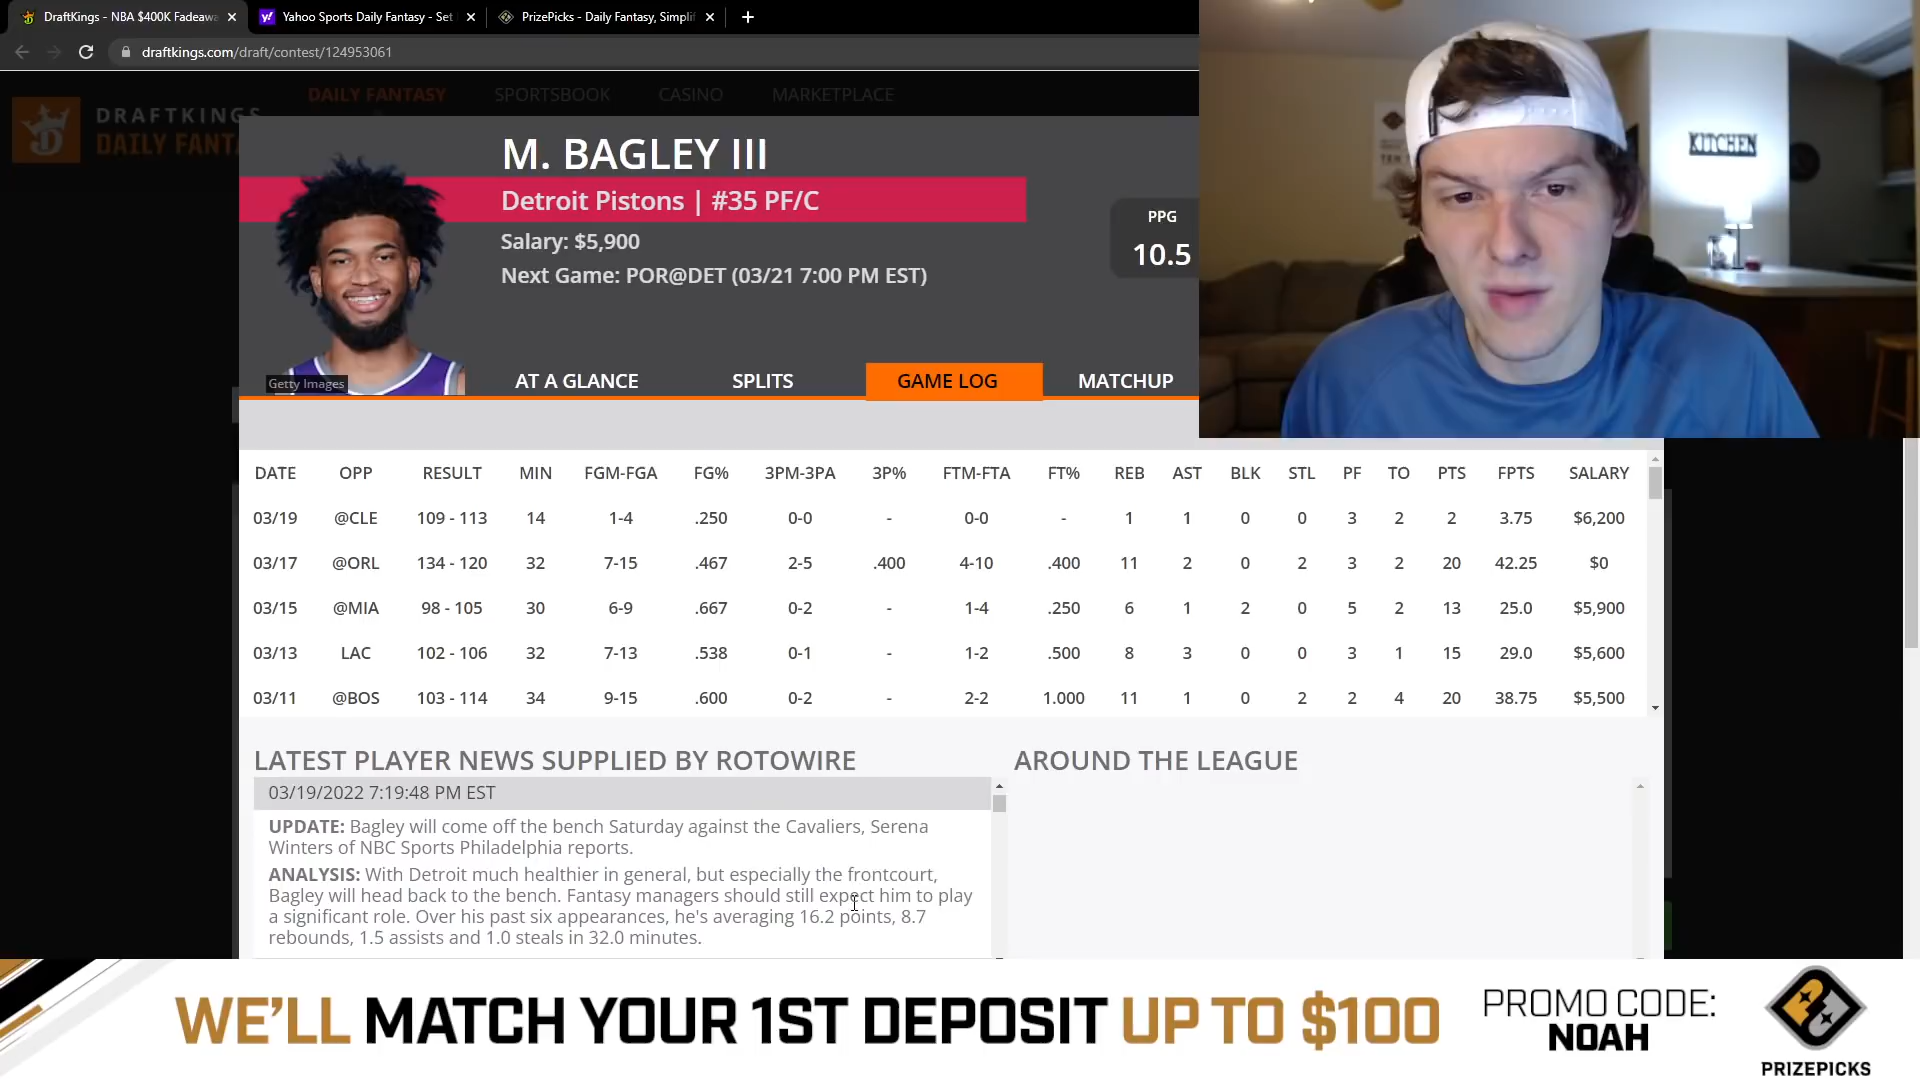 DraftKings - NBA $400K Fadeawa
Yahoo Sports Daily Fantasy - Set
PrizePicks - Daily Fantasy, Simplif
draftkings.com/draft/contest/124953061
DRAFTKINGS
DAILY FANTA
DAILY FANTASY SPORTSBOOK CASINO MARKETPLACE
M. BAGLEY III
Detroit Pistons | #35 PF/C
Salary: $5,900
Next Game: POR@DET (03/21 7:00 PM EST)
PPG
10.5
KITCHEN
Getty Images
AT A GLANCE SPLITS GAME LOG MATCHUP
DATE OPP RESULT MIN FGM-FGA FG% 3PM-3PA 3P% FTM-FTA FT% REB AST BLK STL PF TO PTS FPTS SALARY
03/19 @CLE 109 - 113 14 1-4 .250 0-0 - 0-0 - 1 1 0 0 3 2 2 3.75 $6,200
03/17 @ORL 134 - 120 32 7-15 .467 2-5 .400 4-10 .400 11 2 0 2 3 2 20 42.25 $0
03/15 @MIA 98 - 105 30 6-9 .667 0-2 - 1-4 .250 6 1 2 0 5 2 13 25.0 $5,900
03/13 LAC 102 - 106 32 7-13 .538 0-1 - 1-2 .500 8 3 0 0 3 1 15 29.0 $5,600
03/11 @BOS 103 - 114 34 9-15 .600 0-2 - 2-2 1.000 11 1 0 2 2 4 20 38.75 $5,500
LATEST PLAYER NEWS SUPPLIED BY ROTOWIRE
AROUND THE LEAGUE
03/19/2022 7:19:48 PM EST
UPDATE: Bagley will come off the bench Saturday against the Cavaliers, Serena
Winters of NBC Sports Philadelphia reports.
ANALYSIS: With Detroit much healthier in general, but especially the frontcourt,
Bagley will head back to the bench. Fantasy managers should still expect him to play
a significant role. Over his past six appearances, he's averaging 16.2 points, 8.7
rebounds, 1.5 assists and 1.0 steals in 32.0 minutes.
WE'LL MATCH YOUR 1ST DEPOSIT UP TO $100
PROMO CODE:
NOAH
PRIZEPICKS